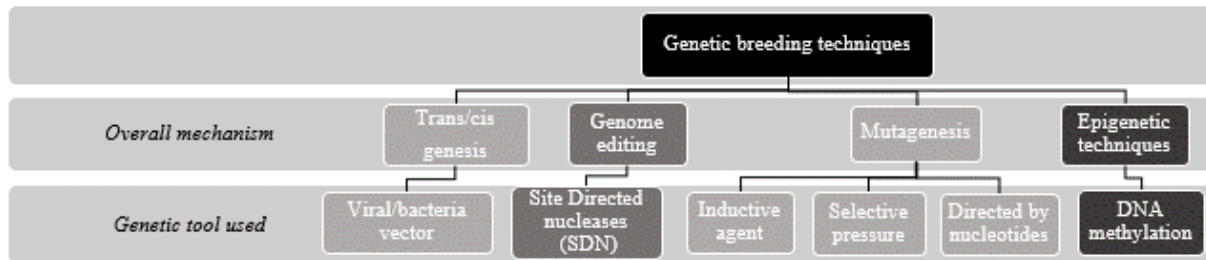 Genetic breeding techniques
Overall mechanism
Trans/cis
genesis
Genome
editing
Mutagenesis
Epigenetic
techniques
Genetic tool used
Viral/bacteria
vector
Site Directed
nucleases
(SDN)
Inductive
agent
Selective
pressure
Directed by
nucleotides
DNA
methylation